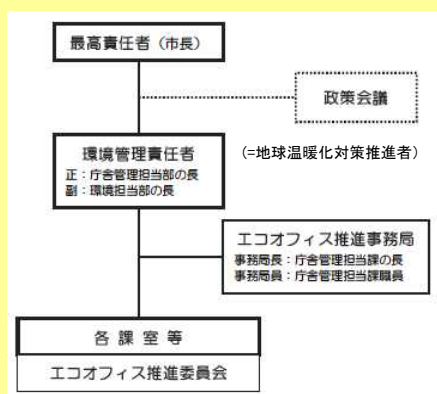 最高責任者（市長）
政策会議
環境管理責任者
正：庁舎管理担当部の長
副：環境担当部の長
(=地球温暖化対策推進者)
エコオフィス推進事務局
事務局長：庁舎管理担当課の長
事務局員：庁舎管理担当課職員
各 課 室 等
エコオフィス推進委員会